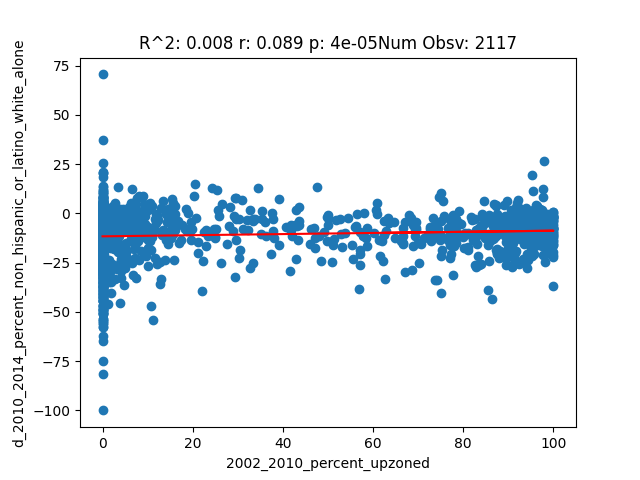 R^2: 0.008 r: 0.089 p: 4e-05Num Obsv: 2117
d_2010_2014_percent_non_hispanic_or_latino_white_alone
75
50
25
0
−25
−50
−75
−100
0 20 40 60 80 100
2002_2010_percent_upzoned